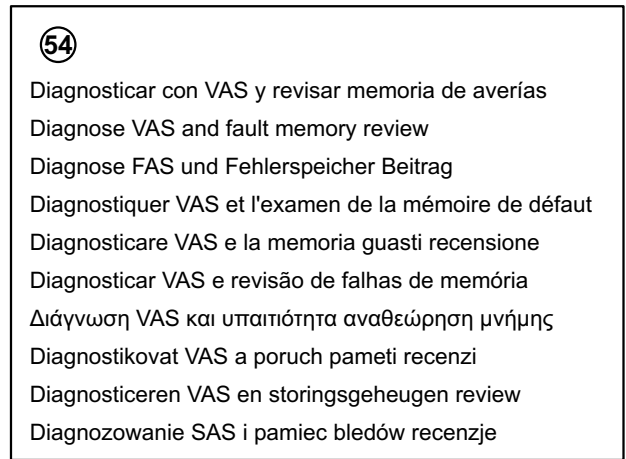 54
Diagnosticar con VAS y revisar memoria de averías
Diagnose VAS and fault memory review
Diagnose FAS und Fehlerspeicher Beitrag
Diagnostiquer VAS et l'examen de la mémoire de défaut
Diagnosticare VAS e la memoria guasti recensione
Diagnosticar VAS e revisão de falhas de memória
Διάγνωση VAS και υπαιτιότητα αναθεώρηση μνήμης
Diagnostikovat VAS a poruch pameti recenzi
Diagnosticeren VAS en storingsgeheugen review
Diagnozowanie SAS i pamiec bledów recenzje